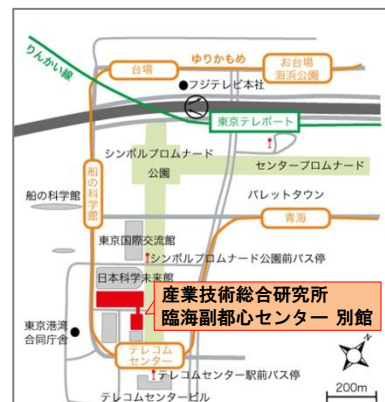 りんかい線
ゆりかもめ
台場
お台場
海浜公園
フジテレビ本社
東京テレポート
シンボルプロムナード
公園
センタープロムナード
船の科学館
船の科学館
パレットタウン
青海
東京国際交流館
シンボルプロムナード公園前バス停
日本科学未来館
産業技術総合研究所
臨海副都心センター 別館
東京港湾
合同庁舎
テレコム
センター
テレコムセンター駅前バス停
テレコムセンタービル
200m